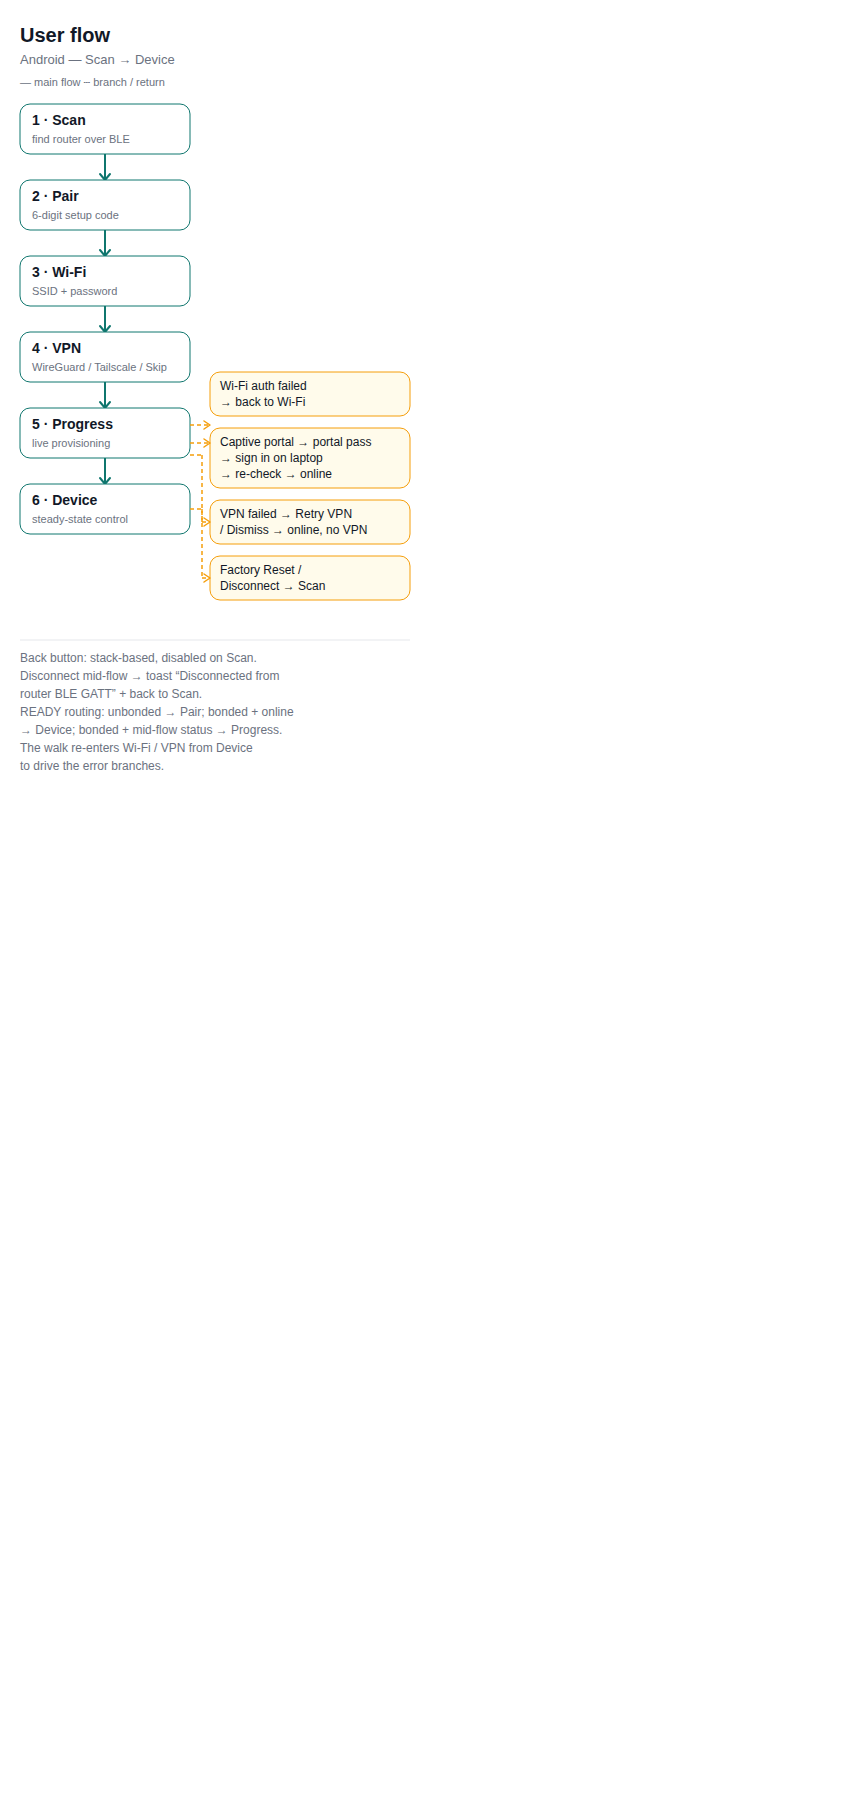 User flow
Android — Scan → Device
— main flow -- branch / return
1 · Scan
find router over BLE
2 · Pair
6-digit setup code
3 · Wi-Fi
SSID + password
4 · VPN
WireGuard / Tailscale / Skip
5 · Progress
live provisioning
6 · Device
steady-state control
Wi-Fi auth failed
→ back to Wi-Fi
Captive portal → portal pass
→ sign in on laptop
→ re-check → online
VPN failed → Retry VPN
/ Dismiss → online, no VPN
Factory Reset /
Disconnect → Scan
Back button: stack-based, disabled on Scan.
Disconnect mid-flow → toast “Disconnected from
router BLE GATT” + back to Scan.
READY routing: unbonded → Pair; bonded + online
→ Device; bonded + mid-flow status → Progress.
The walk re-enters Wi-Fi / VPN from Device
to drive the error branches.